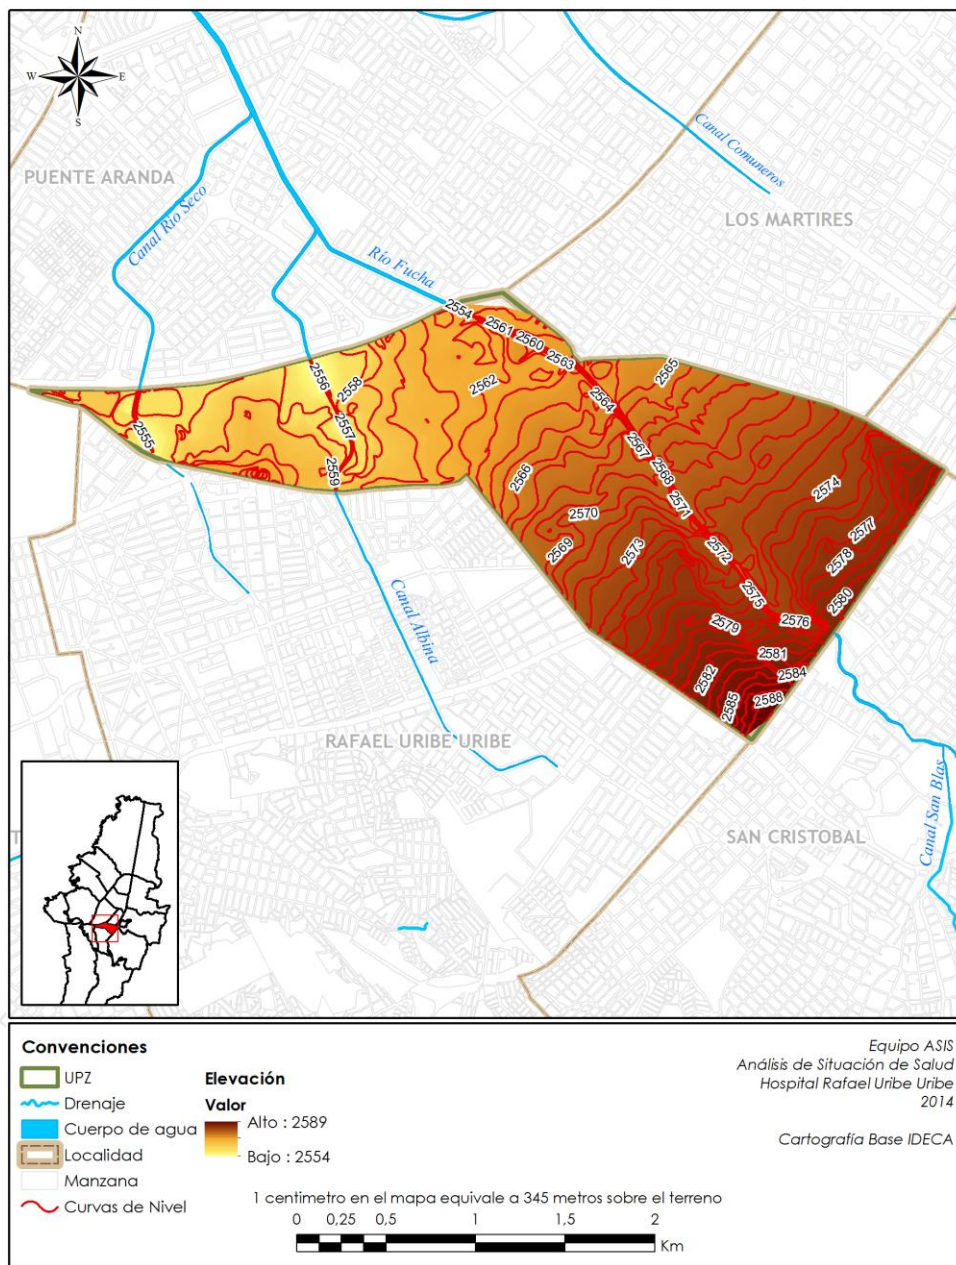 N
W E
S
PUENTE ARANDA
Canal Rio Seco
Canal Comuneros
LOS MARTIRES
Río Fucha
2554
2561
2560
2563
2565
2556
2558
2562
2564
2557
2555
2567
2559
2566
2568
2574
2571
2570
2577
2569
2573
2572
2578
2575
2580
2579
2576
2581
2582
2584
2585
2588
Canal Albina
RAFAEL URIBE URIBE
T
SAN CRISTOBAL
Canal San Blas
Convenciones
UPZ
Drenaje
Cuerpo de agua
Localidad
Manzana
Curvas de Nivel
Elevación
Valor
Alto : 2589
Bajo : 2554
Equipo ASIS
Análisis de Situación de Salud
Hospital Rafael Uribe Uribe
2014
Cartografía Base IDECA
1 centimetro en el mapa equivale a 345 metros sobre el terreno
0 0,25 0,5 1 1,5 2
Km